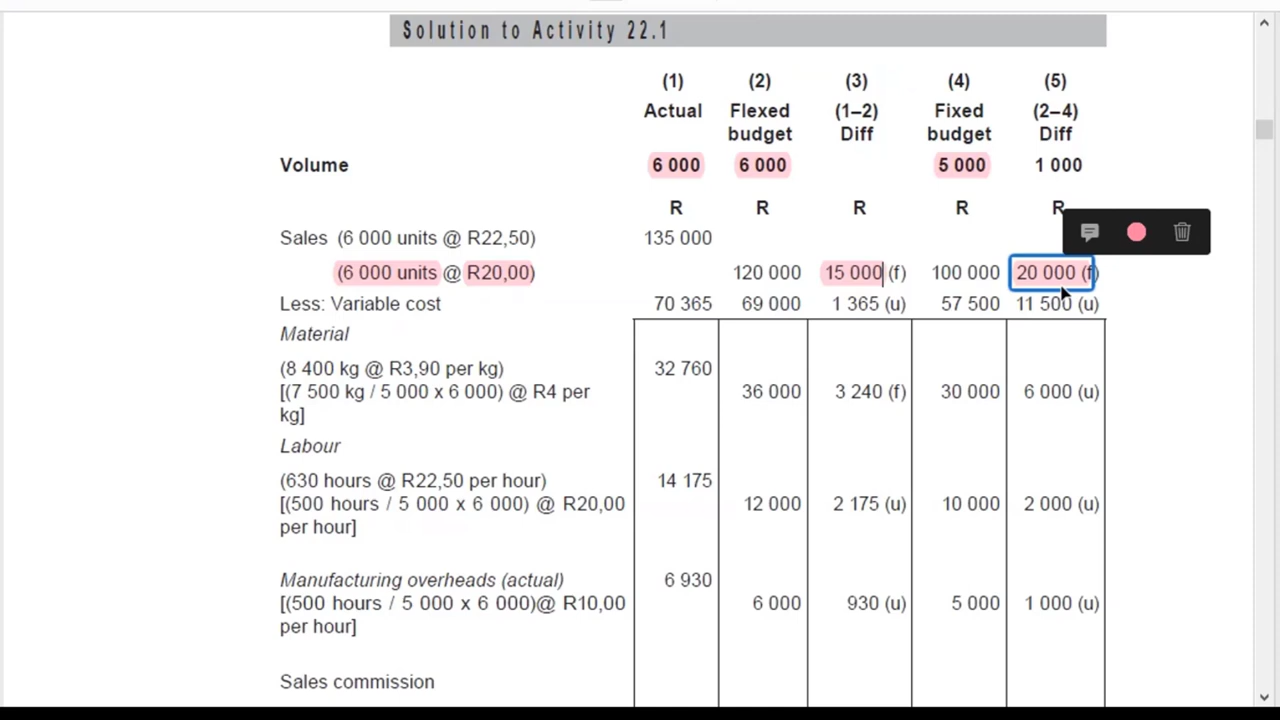 Solution to Activity 22.1
(1) (2) (3) (4) (5)
Actual Flexed budget (1–2) Diff Fixed budget (2–4) Diff
Volume 6 000 6 000 5 000 1 000
R R R R R
Sales (6 000 units @ R22,50) 135 000
(6 000 units @ R20,00) 120 000 15 000 (f) 100 000 20 000 (f)
Less: Variable cost 70 365 69 000 1 365 (u) 57 500 11 500 (u)
Material
(8 400 kg @ R3,90 per kg) 32 760
[(7 500 kg / 5 000 x 6 000) @ R4 per 36 000 3 240 (f) 30 000 6 000 (u)
kg]
Labour
(630 hours @ R22,50 per hour) 14 175
[(500 hours / 5 000 x 6 000) @ R20,00 12 000 2 175 (u) 10 000 2 000 (u)
per hour]
Manufacturing overheads (actual) 6 930
[(500 hours / 5 000 x 6 000)@ R10,00 6 000 930 (u) 5 000 1 000 (u)
per hour]
Sales commission